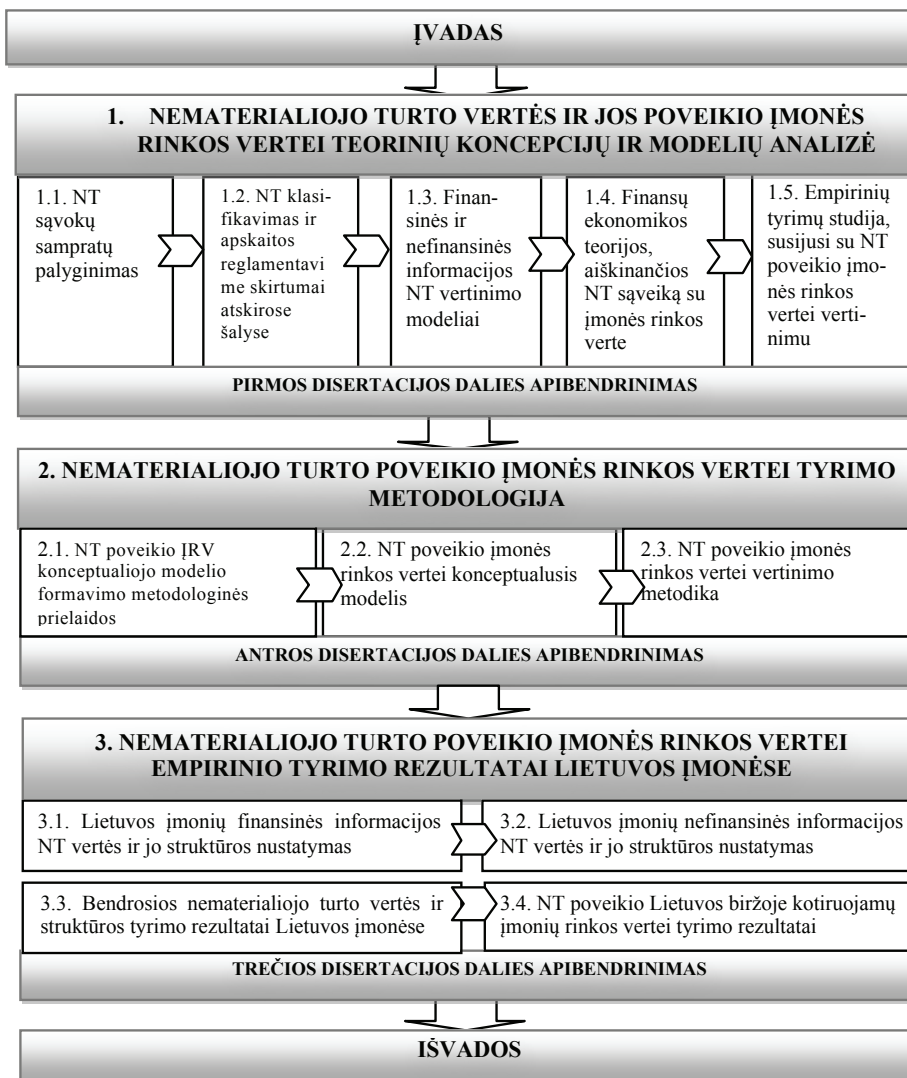 ĮVADAS
1. NEMATERIALIOJO TURTO VERTĖS IR JOS POVEIKIO ĮMONĖS
RINKOS VERTEI TEORINIŲ KONCEPCIJŲ IR MODELIŲ ANALIZĖ
1.1. NT
sąvokų
sampratų
palyginimas
1.2. NT klasi-
fikavimas ir
apskaitos
reglamentavi
me skirtumai
atskirose
šalyse
1.3. Finan-
sinės ir
nefinansinės
informacijos
NT vertinimo
modeliai
1.4. Finansų
ekonomikos
teorijos,
aiškinančios
NT sąveiką su
įmonės rinkos
verte
1.5. Empirinių
tyrimų studija,
susijusi su NT
poveikio įmo-
nės rinkos
vertei verti-
nimu
PIRMOS DISERTACIJOS DALIES APIBENDRINIMAS
2. NEMATERIALIOJO TURTO POVEIKIO ĮMONĖS RINKOS VERTEI TYRIMO
METODOLOGIJA
2.1. NT poveikio ĮRV
konceptualiojo modelio
formavimo metodologinės
prielaidos
2.2. NT poveikio įmonės
rinkos vertei konceptualusis
modelis
2.3. NT poveikio įmonės
rinkos vertei vertinimo
metodika
ANTROS DISERTACIJOS DALIES APIBENDRINIMAS
3. NEMATERIALIOJO TURTO POVEIKIO ĮMONĖS RINKOS VERTEI
EMPIRINIO TYRIMO REZULTATAI LIETUVOS ĮMONĖSE
3.1. Lietuvos įmonių finansinės informacijos
NT vertės ir jo struktūros nustatymas
3.2. Lietuvos įmonių nefinansinės informacijos
NT vertės ir jo struktūros nustatymas
3.3. Bendrosios nematerialiojo turto vertės ir
struktūros tyrimo rezultatai Lietuvos įmonėse
3.4. NT poveikio Lietuvos biržoje kotiruojamų
įmonių rinkos vertei tyrimo rezultatai
TREČIOS DISERTACIJOS DALIES APIBENDRINIMAS
IŠVADOS